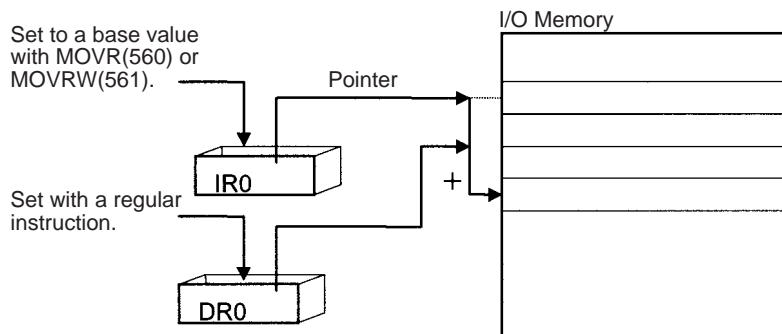 I/O Memory
Set to a base value
with MOVR(560) or
MOVRW(561).
Pointer
IR0
Set with a regular
instruction.
+
DR0